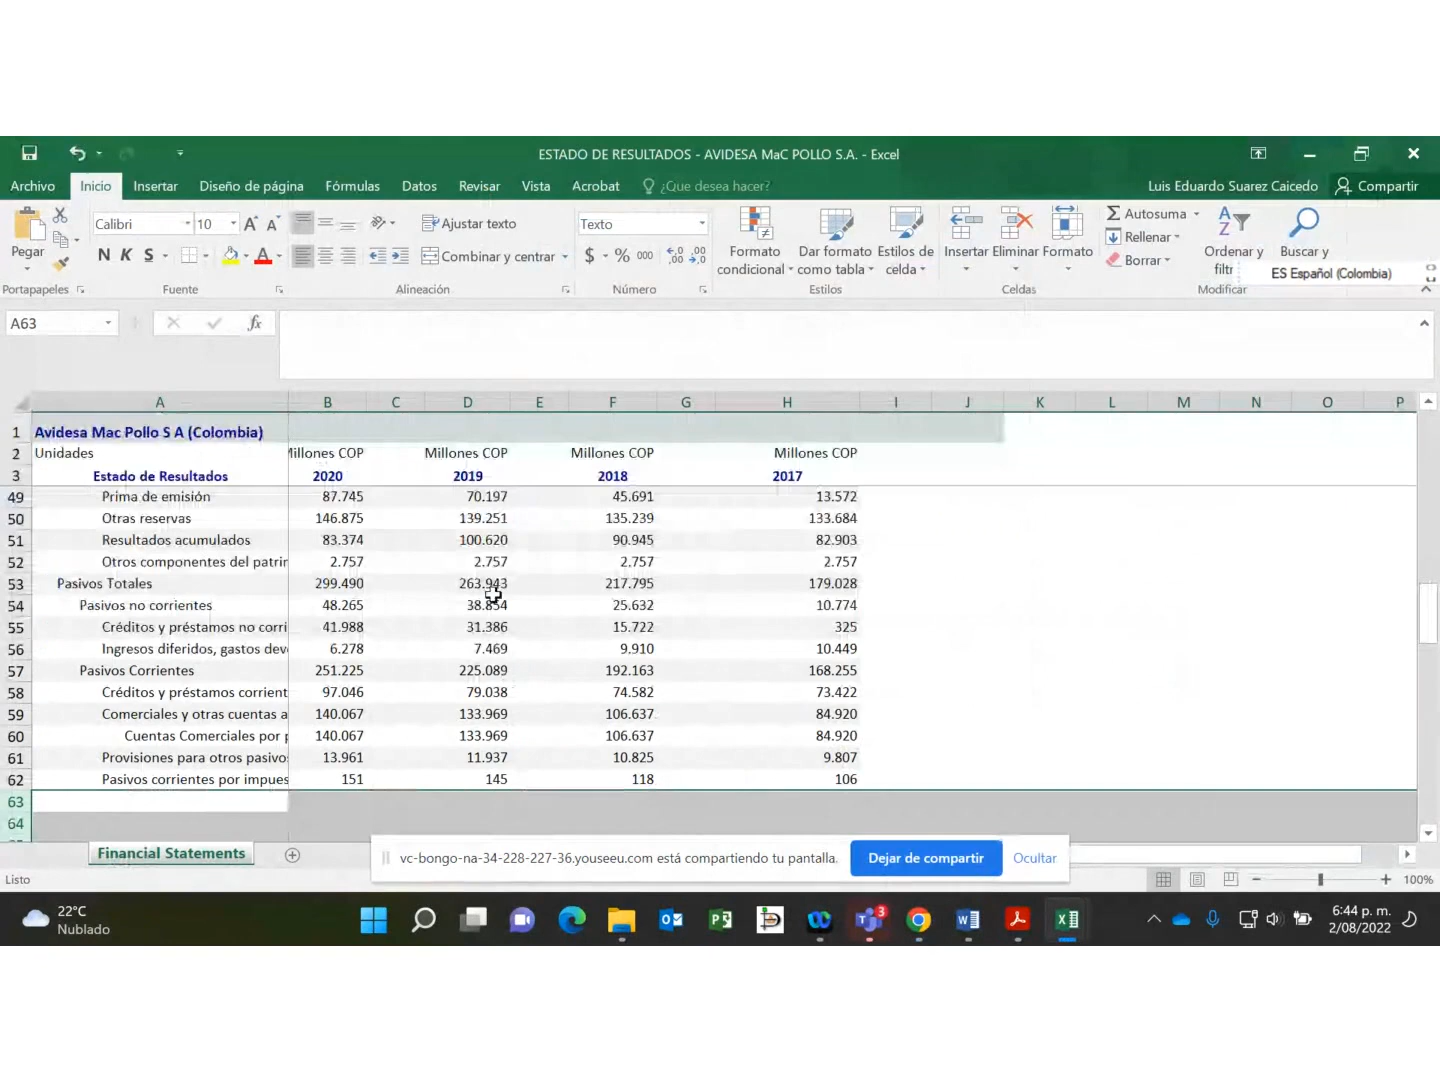 ESTADO DE RESULTADOS - AVIDESA MaC POLLO S.A. - Excel
Archivo Inicio Insertar Diseño de página Fórmulas Datos Revisar Vista Acrobat ¿Que desea hacer? Luis Eduardo Suarez Caicedo Compartir
Pegar
Calibri 10
N K S
Ajustar texto
Combinar y centrar
Texto
$ % 000
Formato condicional
Dar formato como tabla
Estilos de celda
Insertar Eliminar Formato
Autosuma
Rellenar
Borrar
Ordenar y filtr
Buscar y
ES Español (Colombia)
Portapapeles Fuente Alineación Número Estilos Celdas Modificar
A63 fx
A B C D E F G H I J K L M N O P
1 Avidesa Mac Pollo S A (Colombia)
2 Unidades Millones COP Millones COP Millones COP Millones COP
3 Estado de Resultados 2020 2019 2018 2017
49 Prima de emisión 87.745 70.197 45.691 13.572
50 Otras reservas 146.875 139.251 135.239 133.684
51 Resultados acumulados 83.374 100.620 90.945 82.903
52 Otros componentes del patrir 2.757 2.757 2.757 2.757
53 Pasivos Totales 299.490 263.943 217.795 179.028
54 Pasivos no corrientes 48.265 38.854 25.632 10.774
55 Créditos y préstamos no corri 41.988 31.386 15.722 325
56 Ingresos diferidos, gastos dev 6.278 7.469 9.910 10.449
57 Pasivos Corrientes 251.225 225.089 192.163 168.255
58 Créditos y préstamos corrient 97.046 79.038 74.582 73.422
59 Comerciales y otras cuentas a 140.067 133.969 106.637 84.920
60 Cuentas Comerciales por p 140.067 133.969 106.637 84.920
61 Provisiones para otros pasivo 13.961 11.937 10.825 9.807
62 Pasivos corrientes por impues 151 145 118 106
63
64
Financial Statements
vc-bongo-na-34-228-227-36.youseeu.com está compartiendo tu pantalla. Dejar de compartir Ocultar
Listo 100%
22°C
Nublado
3
6:44 p. m.
2/08/2022